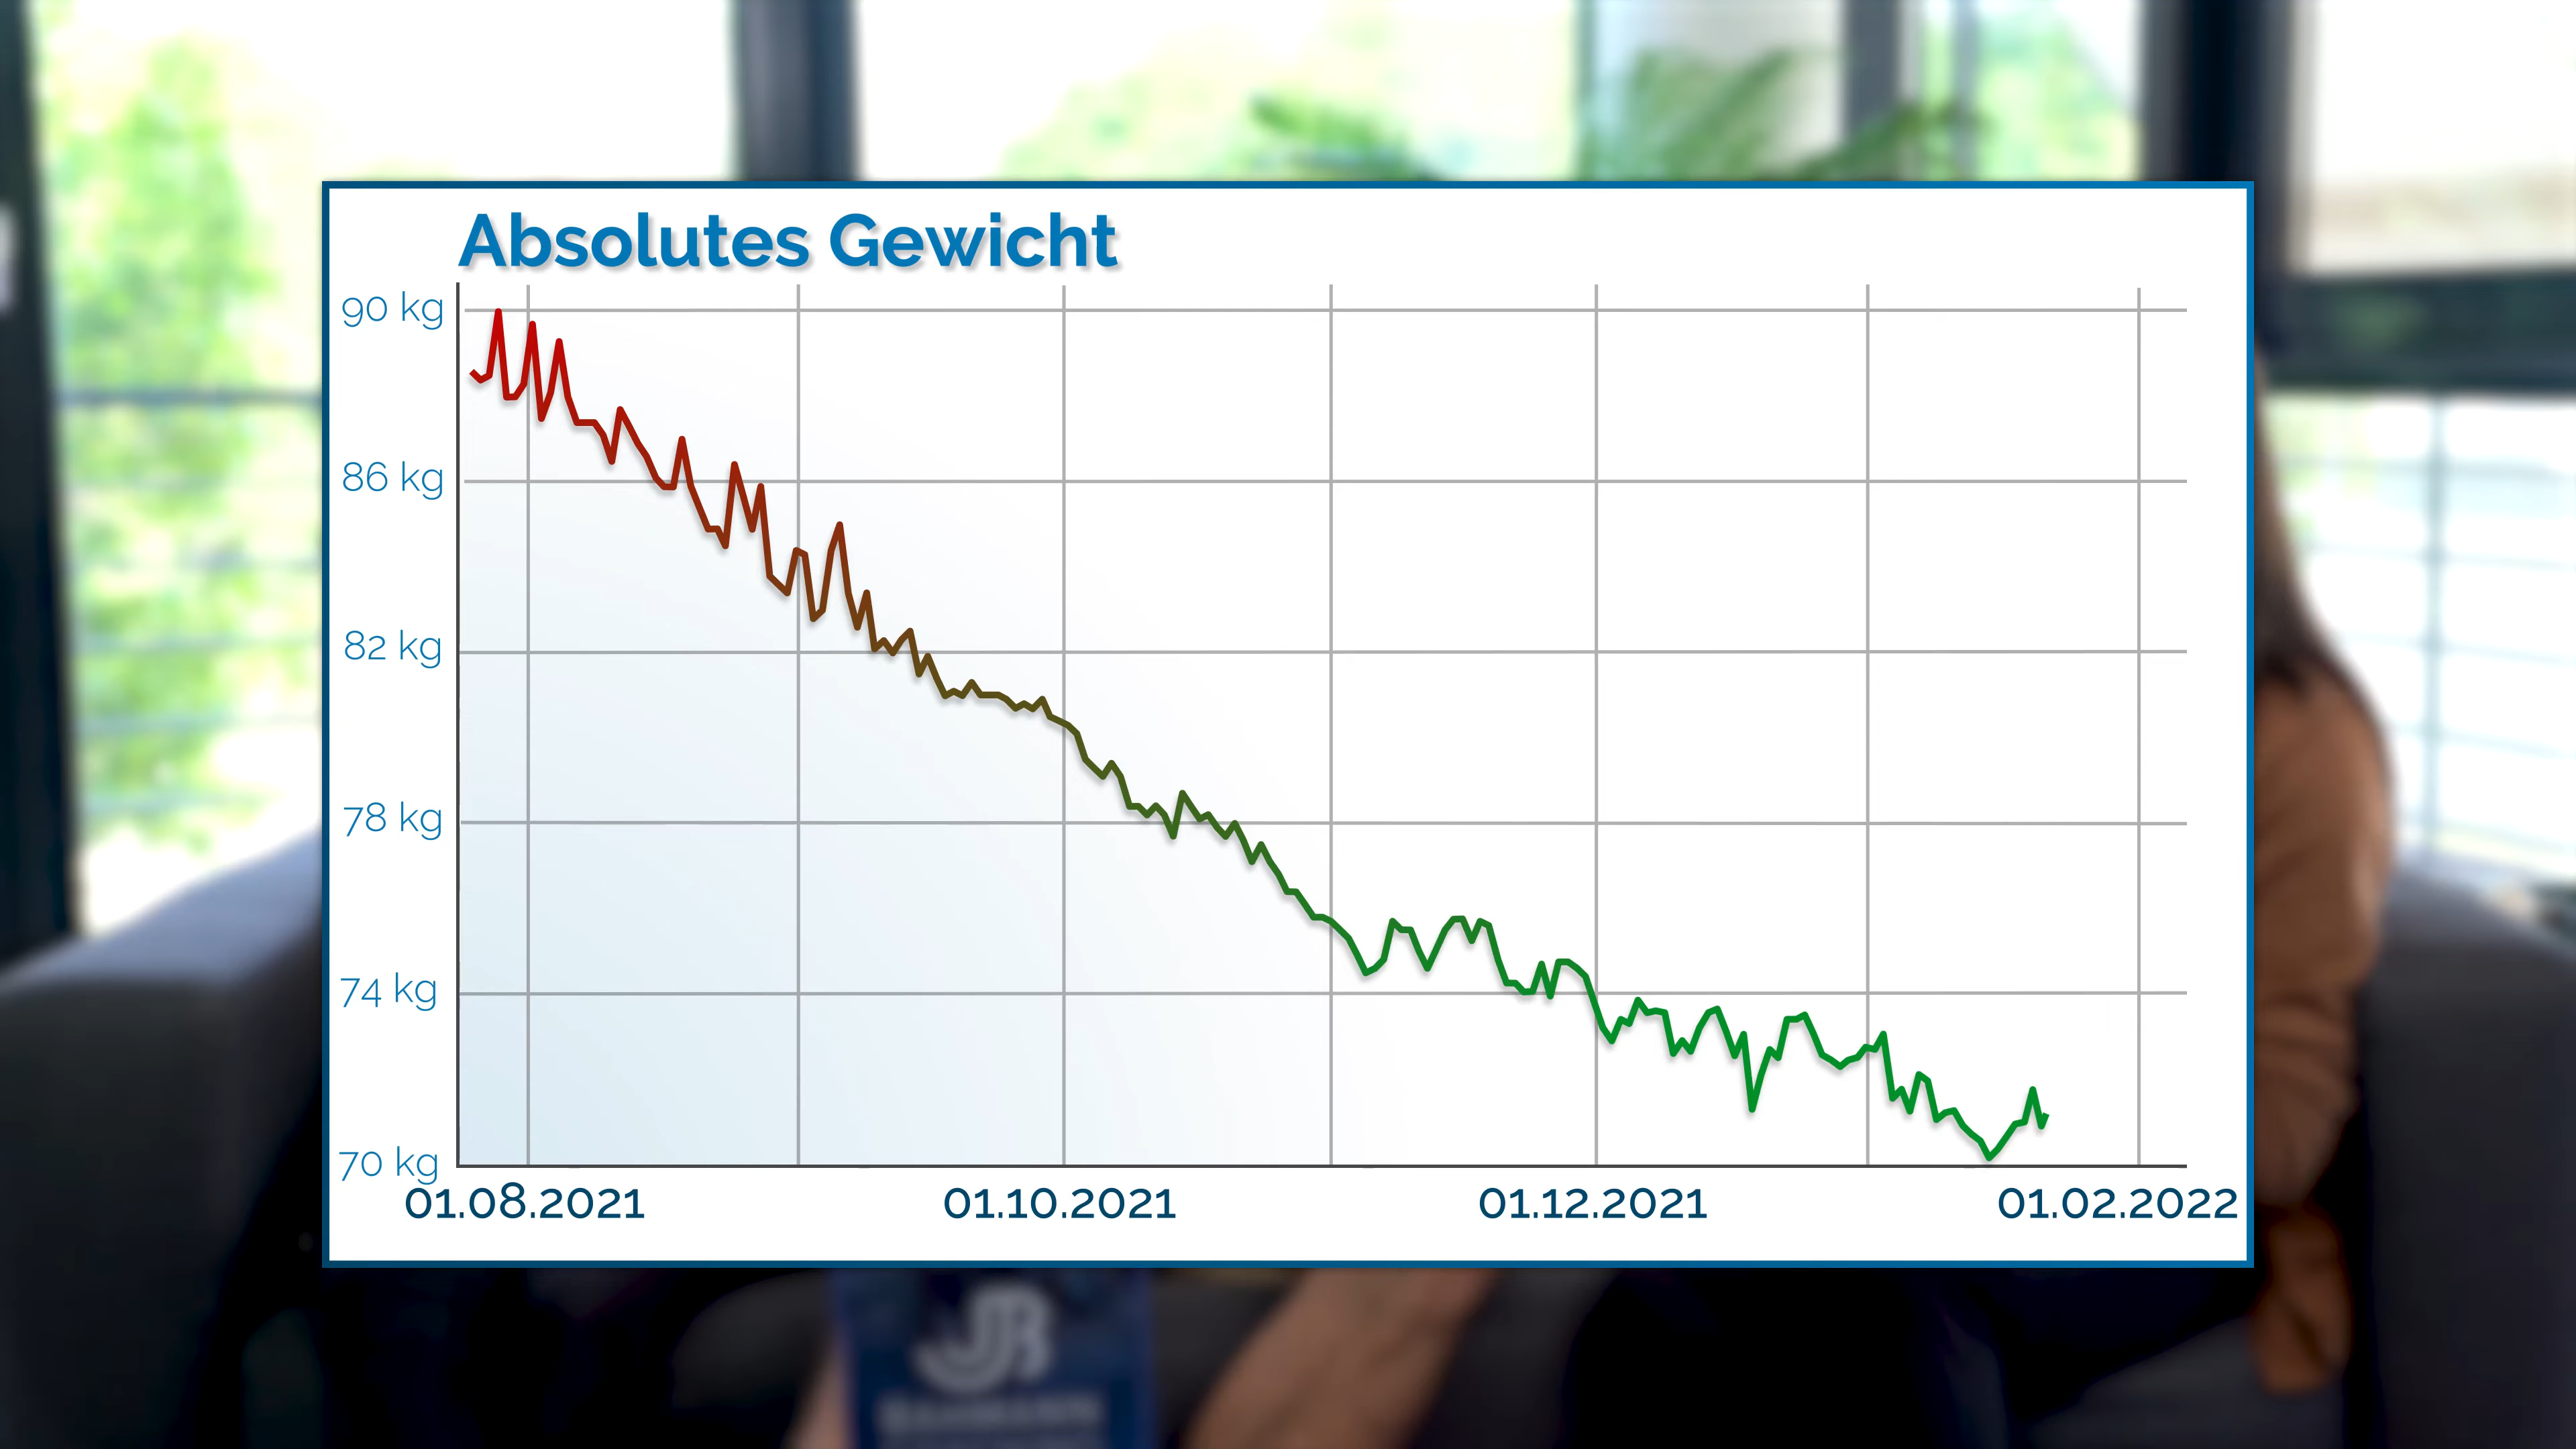 Absolutes Gewicht
90 kg
86 kg
82 kg
78 kg
74 kg
70 kg
01.08.2021 01.10.2021 01.12.2021 01.02.2022
JB